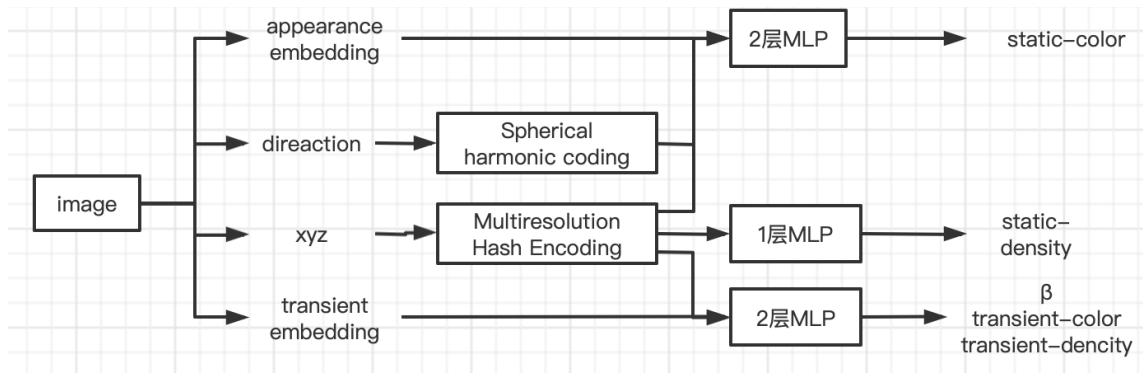 appearance
embedding
2层MLP
static-color
direaction
Spherical
harmonic coding
image
xyz
Multiresolution
Hash Encoding
1层MLP
static-
density
transient
embedding
2层MLP
β
transient-color
transient-dencity